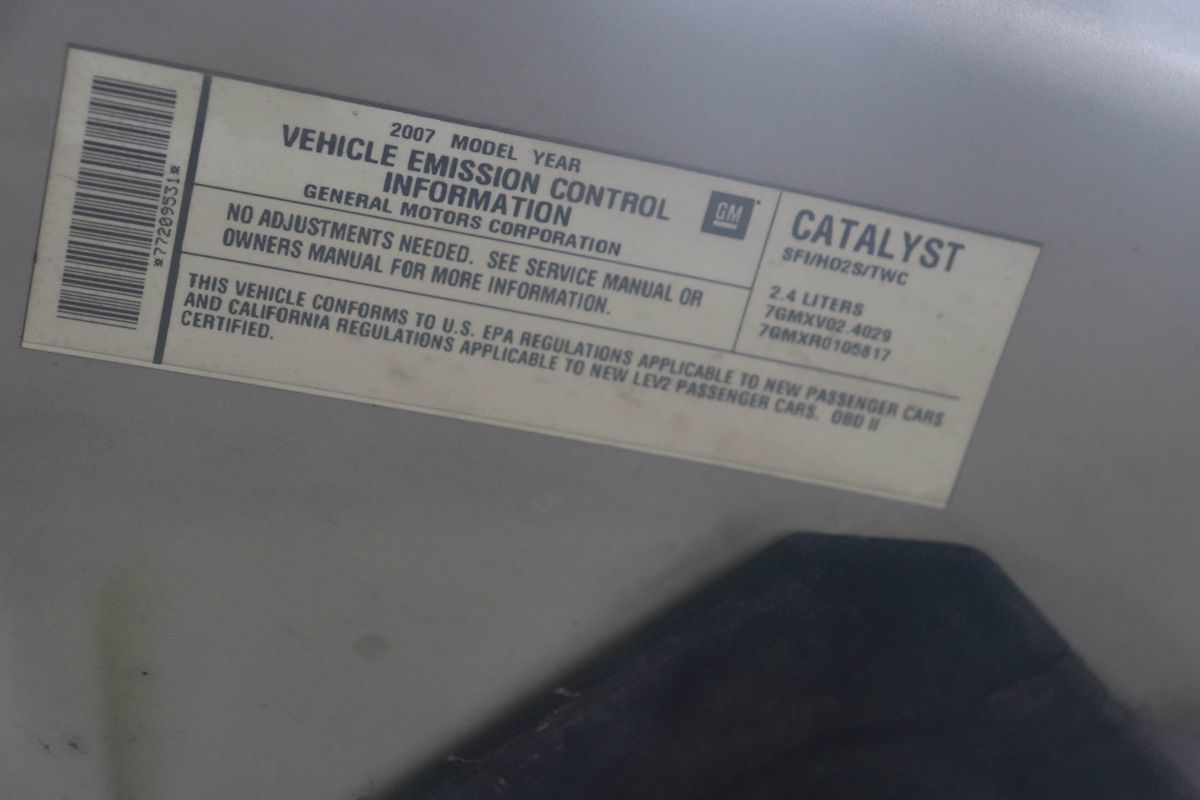 *77209531*
2007 MODEL YEAR
VEHICLE EMISSION CONTROL
INFORMATION
GENERAL MOTORS CORPORATION
GM
NO ADJUSTMENTS NEEDED. SEE SERVICE MANUAL OR
OWNERS MANUAL FOR MORE INFORMATION.
CATALYST
SFI/HO2S/TWC
2.4 LITERS
7GMXV02.4029
7GMXR0105817
THIS VEHICLE CONFORMS TO U.S. EPA REGULATIONS APPLICABLE TO NEW PASSENGER CARS
AND CALIFORNIA REGULATIONS APPLICABLE TO NEW LEV2 PASSENGER CARS. OBD II
CERTIFIED.